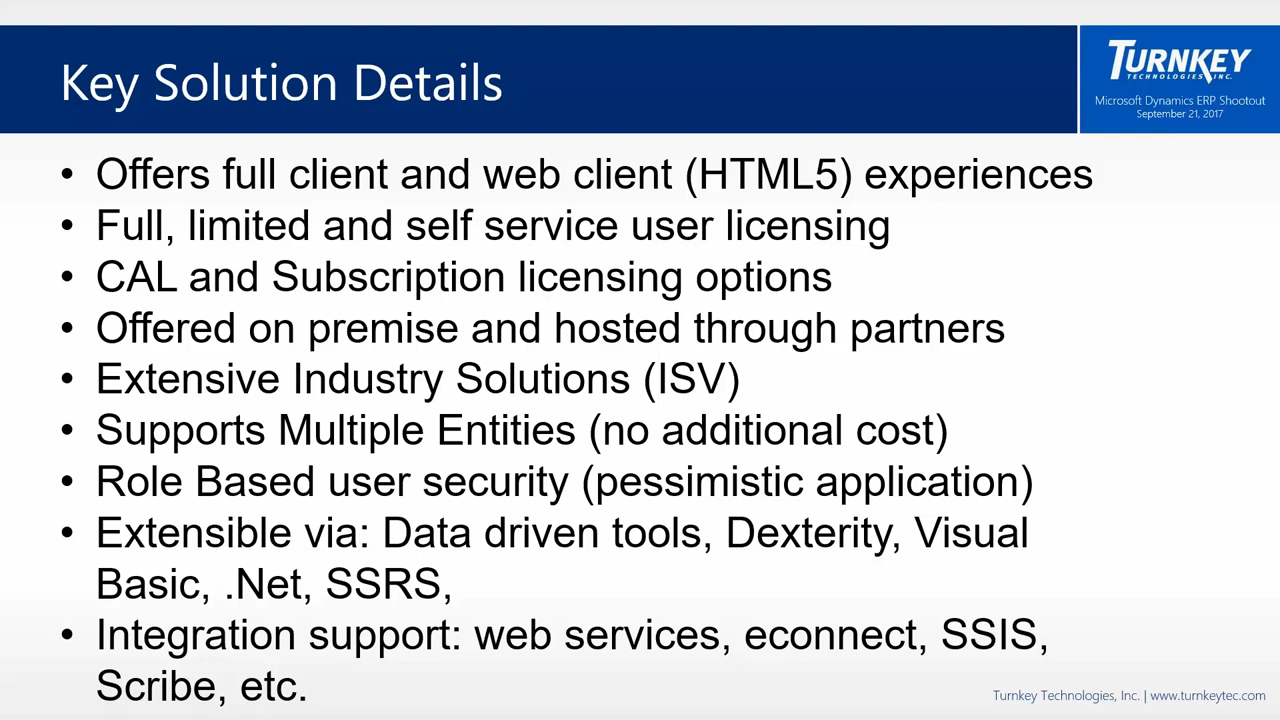 Key Solution Details
TURNKEY
TECHNOLOGIES, INC.
Microsoft Dynamics ERP Shootout
September 21, 2017
• Offers full client and web client (HTML5) experiences
• Full, limited and self service user licensing
• CAL and Subscription licensing options
• Offered on premise and hosted through partners
• Extensive Industry Solutions (ISV)
• Supports Multiple Entities (no additional cost)
• Role Based user security (pessimistic application)
• Extensible via: Data driven tools, Dexterity, Visual
Basic, .Net, SSRS,
• Integration support: web services, econnect, SSIS,
Scribe, etc.
Turnkey Technologies, Inc. | www.turnkeytec.com